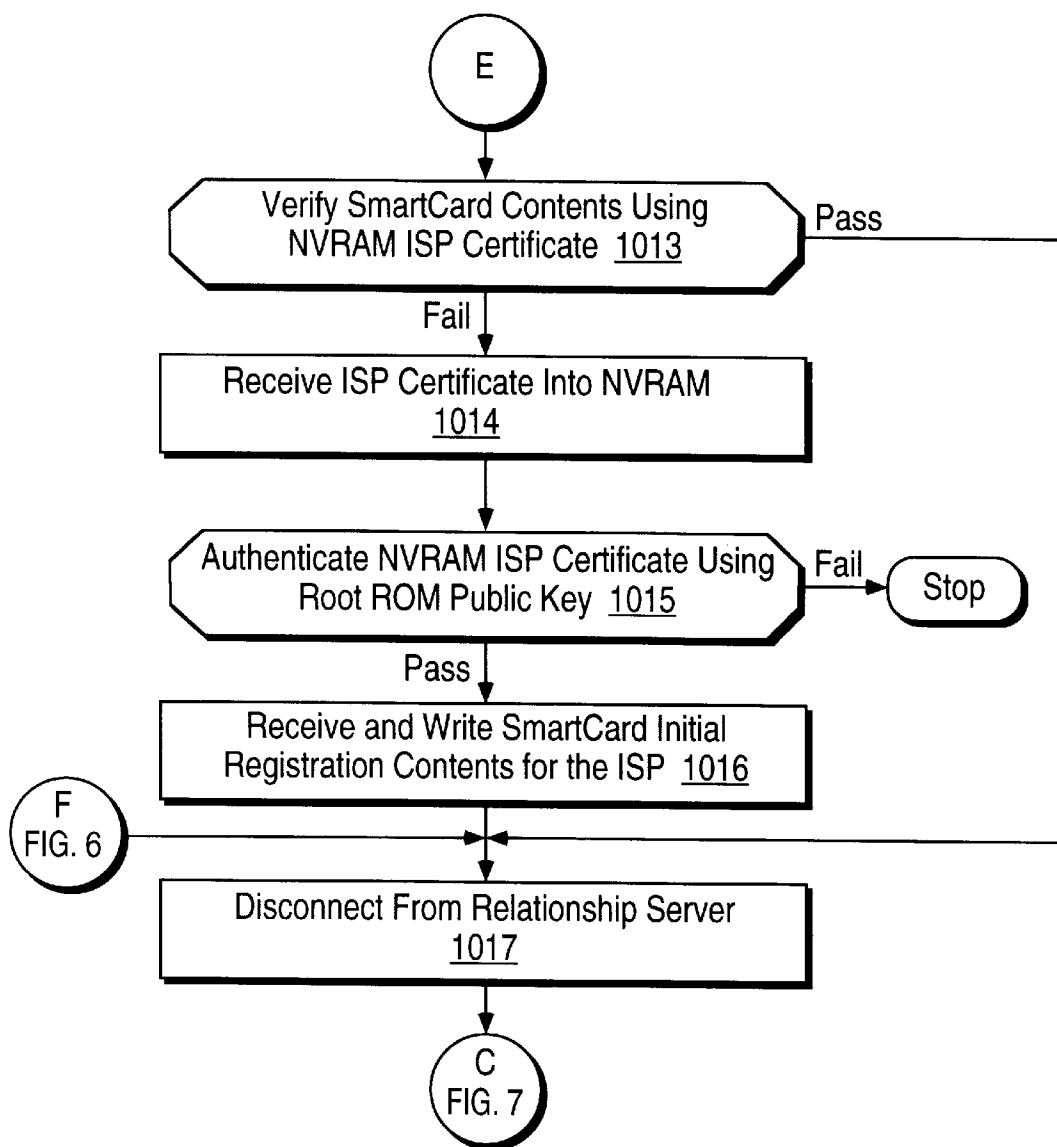 E
Verify SmartCard Contents Using
NVRAM ISP Certificate 1013
Pass
Fail
Receive ISP Certificate Into NVRAM
1014
Authenticate NVRAM ISP Certificate Using
Root ROM Public Key 1015
Fail
Stop
Pass
Receive and Write SmartCard Initial
Registration Contents for the ISP 1016
F
FIG. 6
Disconnect From Relationship Server
1017
C
FIG. 7